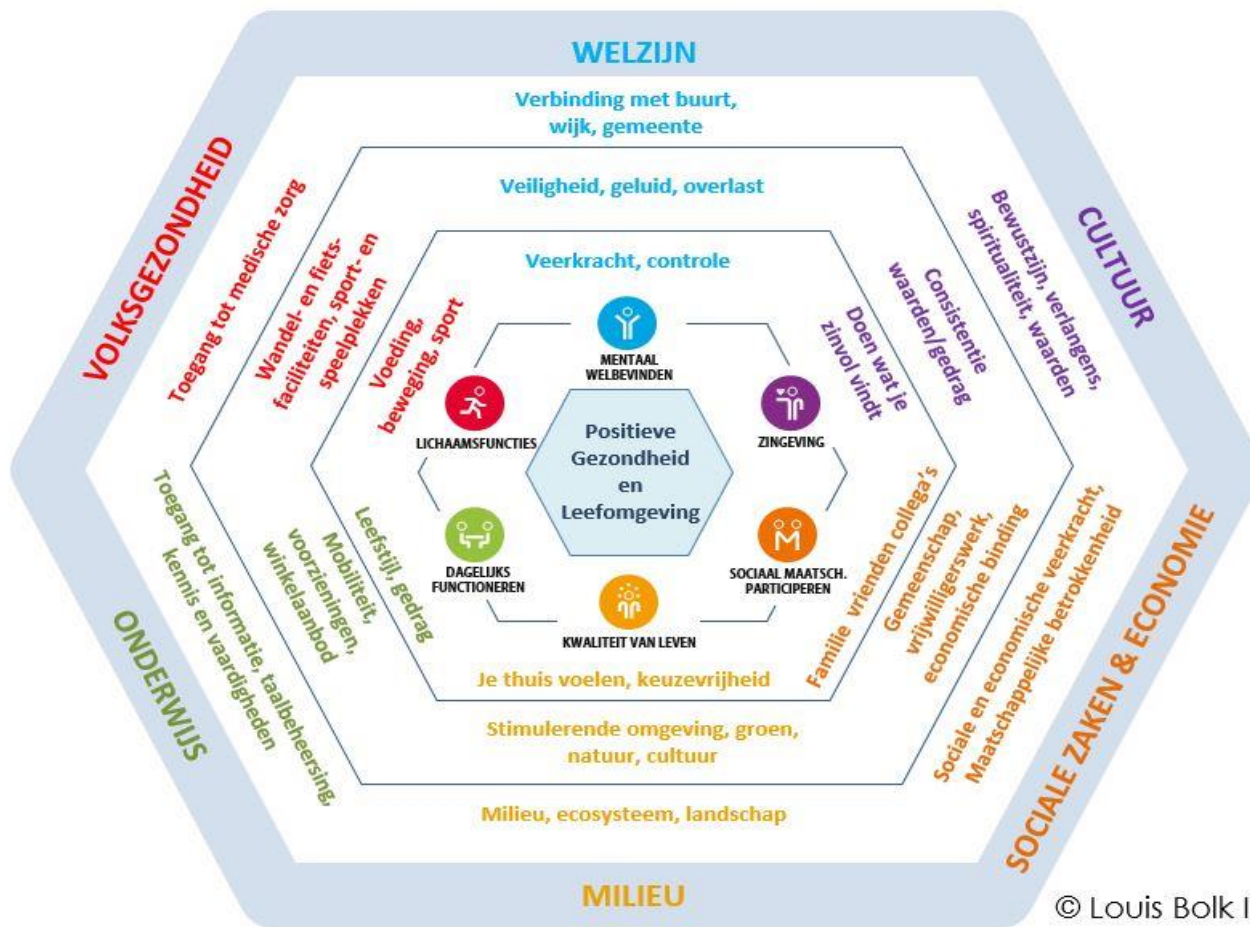 WELZIJN
Verbinding met buurt,
wijk, gemeente
Veiligheid, geluid, overlast
Veerkracht, controle
MENTAAL
WELBEVINDEN
VOLKSGEZONDHEID
Toegang tot medische zorg
Wandel- en fiets-
faciliteiten, sport- en
speelplekken
Voeding,
beweging, sport
LICHAAMSFUNCTIES
CULTUUR
Bewustzijn, verlangens,
spiritualiteit, waarden
Consistentie
waarden/gedrag
Doen wat je
zinvol vindt
ZINGEVING
Positieve
Gezondheid
en
Leefomgeving
ONDERWIJS
Toegang tot informatie, taalbeheersing,
kennis en vaardigheden
Mobiliteit,
voorzieningen,
winkelaanbod
Leefstijl, gedrag
DAGELIJKS
FUNCTIONEREN
SOCIAAL MAATSCH.
PARTICIPEREN
Familie vrienden collega's
Gemeenschap,
vrijwilligerswerk,
economische binding
Sociale en economische veerkracht,
Maatschappelijke betrokkenheid
SOCIALE ZAKEN & ECONOMIE
KWALITEIT VAN LEVEN
Je thuis voelen, keuzevrijheid
Stimulerende omgeving, groen,
natuur, cultuur
Milieu, ecosysteem, landschap
MILIEU
© Louis Bolk I